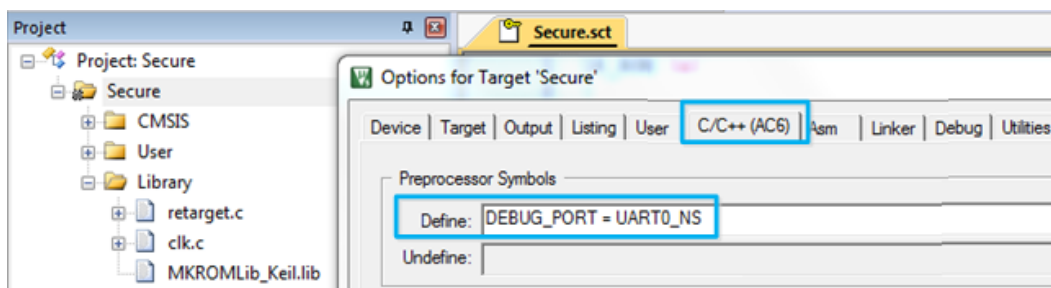 Project
Secure.sct
Project: Secure
Secure
CMSIS
User
Library
retarget.c
clk.c
MKROMLib_Keil.lib
Options for Target 'Secure'
Device Target Output Listing User C/C++ (AC6) Asm Linker Debug Utilities
Preprocessor Symbols
Define: DEBUG_PORT = UART0_NS
Undefine: